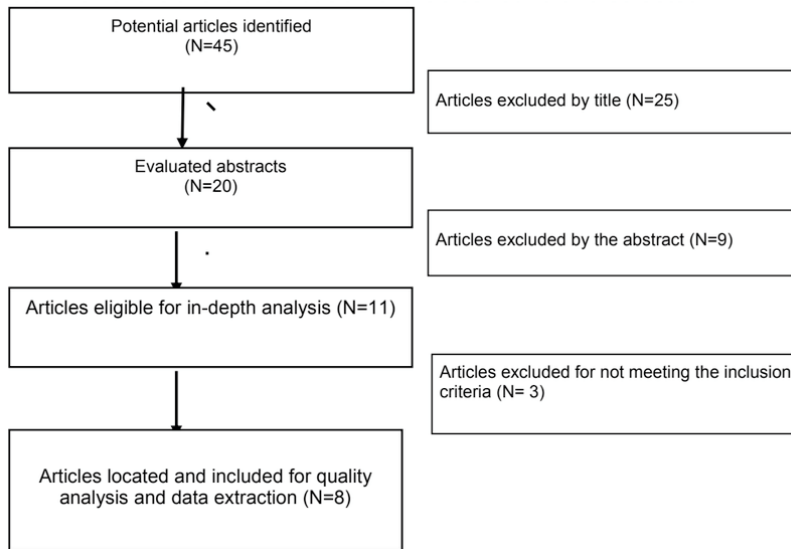 Potential articles identified
(N=45)
Articles excluded by title (N=25)
Evaluated abstracts
(N=20)
Articles excluded by the abstract (N=9)
Articles eligible for in-depth analysis (N=11)
Articles excluded for not meeting the inclusion
criteria (N= 3)
Articles located and included for quality
analysis and data extraction (N=8)